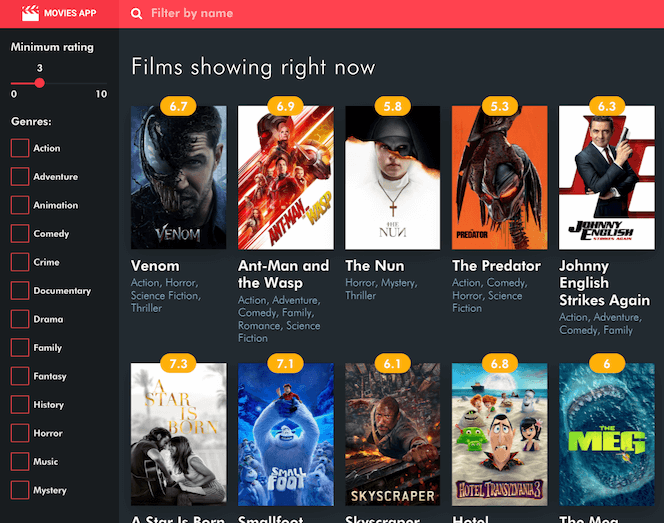 MOVIES APP
Filter by name
Minimum rating
3
0 10
Genres:
Action
Adventure
Animation
Comedy
Crime
Documentary
Drama
Family
Fantasy
History
Horror
Music
Mystery
Films showing right now
6.7
VENOM
Venom
Action, Horror,
Science Fiction,
Thriller
6.9
ANT-MAN
AND THE
WASP
Ant-Man and
the Wasp
Action, Adventure,
Comedy, Family,
Romance, Science
Fiction
5.8
THE
NUN
The Nun
Horror, Mystery,
Thriller
5.3
PREDATOR
The Predator
Action, Comedy,
Horror, Science
Fiction
6.3
JOHNNY
ENGLISH
STRIKES AGAIN
Johnny
English
Strikes Again
Action, Adventure,
Comedy, Family
7.3
A
STAR IS
BORN
A Star Is Born
7.1
SMALL
FOOT
Smallfoot
6.1
SKYSCRAPER
Skyscraper
6.8
HOTEL TRANSYLVANIA 3
Hotel
6
THE
MEG
The Meg